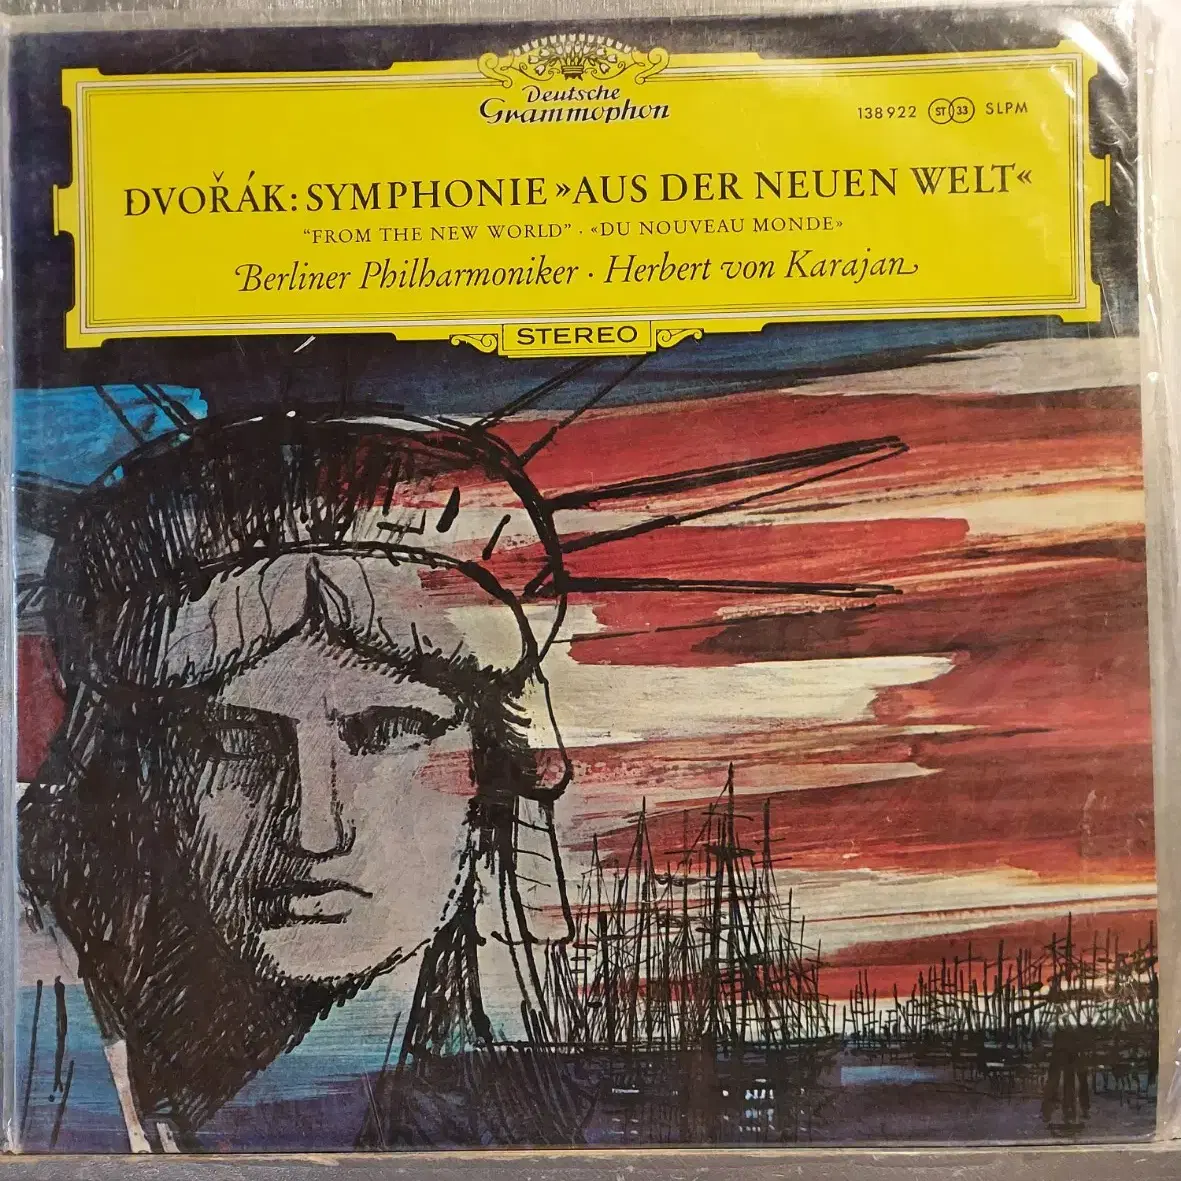 Deutsche
Grammophon
138 922 ST 33 SLPM
DVOŘÁK: SYMPHONIE »AUS DER NEUEN WELT«
“FROM THE NEW WORLD” · «DU NOUVEAU MONDE»
Berliner Philharmoniker · Herbert von Karajan
STEREO